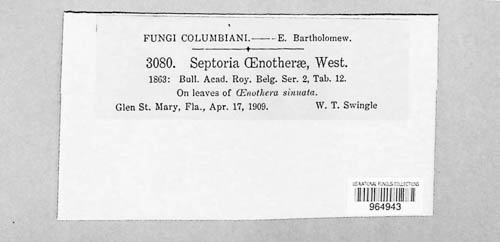 FUNGI COLUMBIANI.—E. Bartholomew.
3080. Septoria Œnotheræ, West.
1863: Bull. Acad. Roy. Belg. Ser. 2, Tab. 12.
On leaves of Œnothera sinuata.
Glen St. Mary, Fla., Apr. 17, 1909. W. T. Swingle
US NATIONAL FUNGUS COLLECTIONS
964943